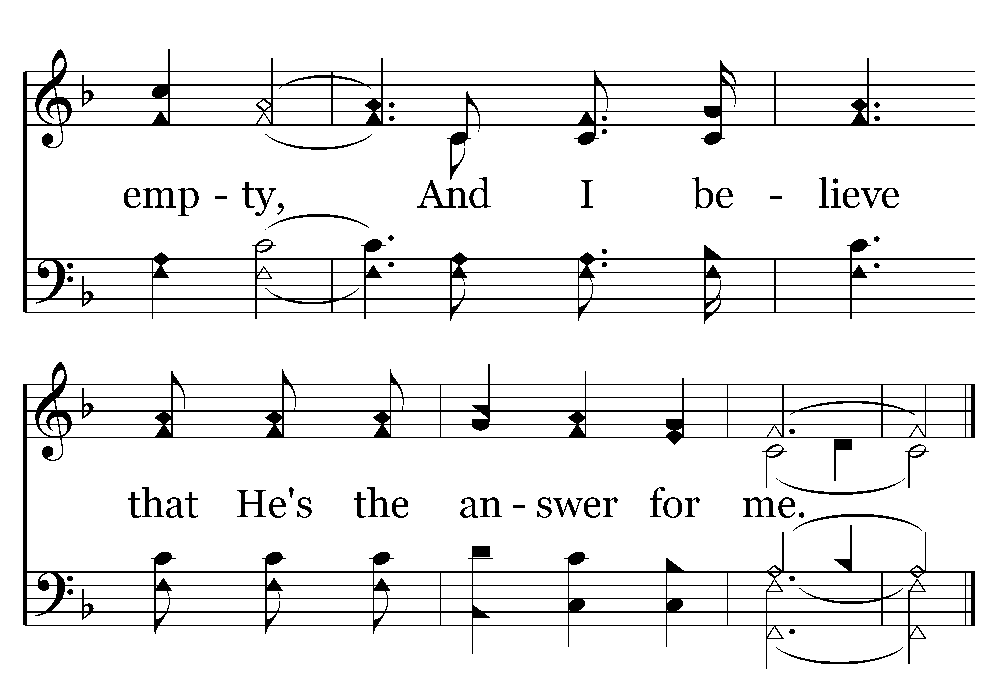 emp - ty, And I be - lieve
that He's the an - swer for me.